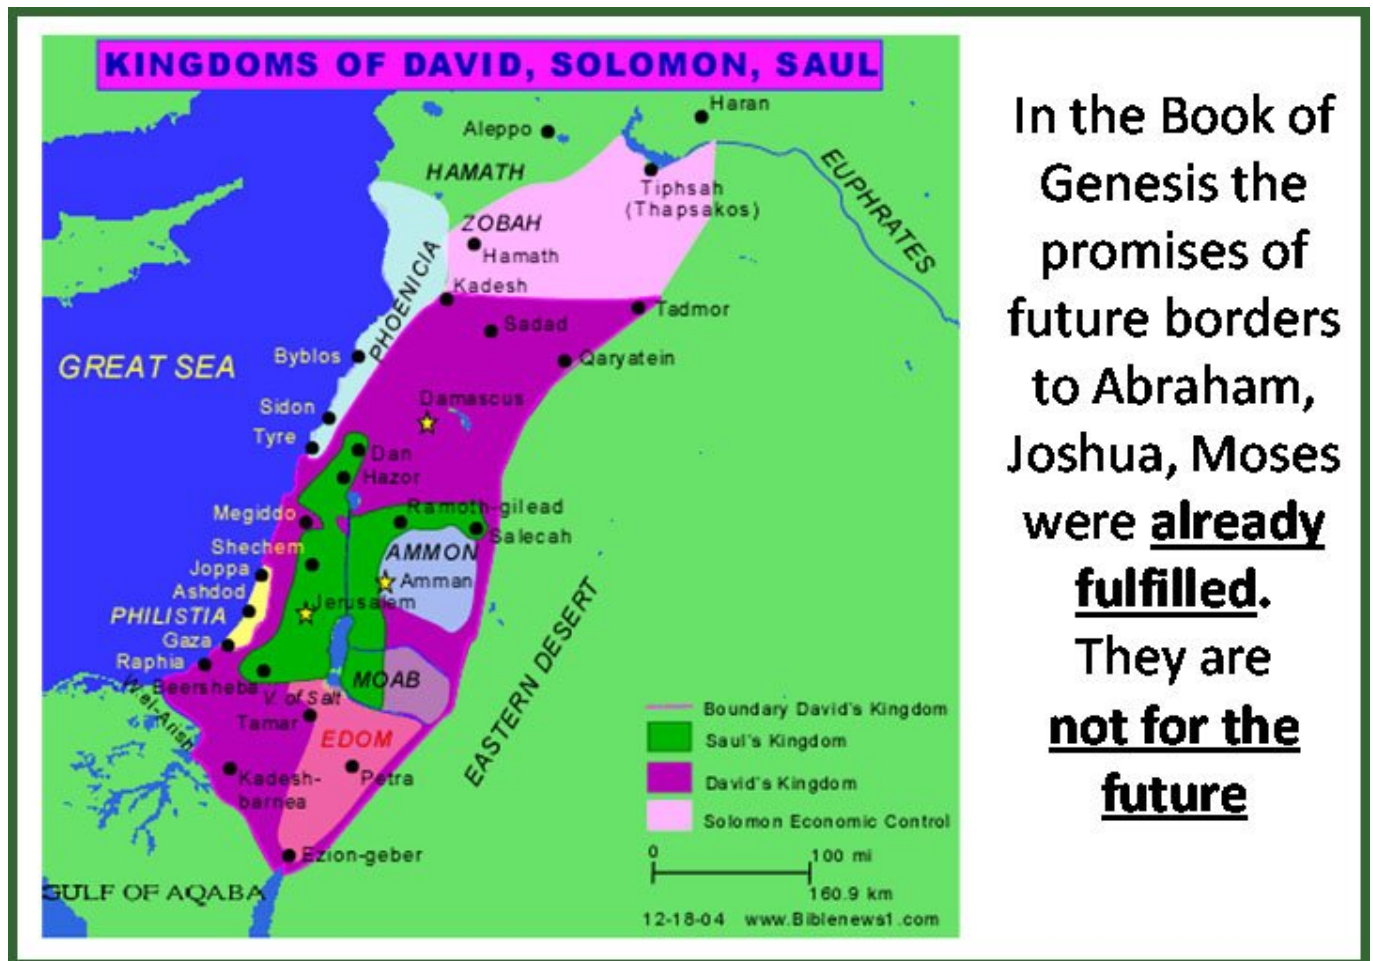 KINGDOMS OF DAVID, SOLOMON, SAUL
Haran
Aleppo
HAMATH
EUPHRATES
Tiphsah
(Thapsakos)
ZOBAH
Hamath
PHOENICIA
Kadesh
Tadmor
Sadad
Byblos
Qaryatein
GREAT SEA
Damascus
Sidon
Tyre
Dan
Hazor
Megiddo
Ramoth-gilead
Salecah
Shechem
AMMON
Joppa
Amman
Ashdod
Jerusalem
PHILISTIA
Gaza
Raphia
EASTERN DESERT
Beersheba
MOAB
W.el-Arish
V. of Salt
Tamar
EDOM
Kadesh-
barnea
Petra
Ezion-geber
GULF OF AQABA
Boundary David's Kingdom
Saul's Kingdom
David's Kingdom
Solomon Economic Control
0
100 mi
160.9 km
12-18-04 www.Biblenews1.com
In the Book of
Genesis the
promises of
future borders
to Abraham,
Joshua, Moses
were already
fulfilled.
They are
not for the
future